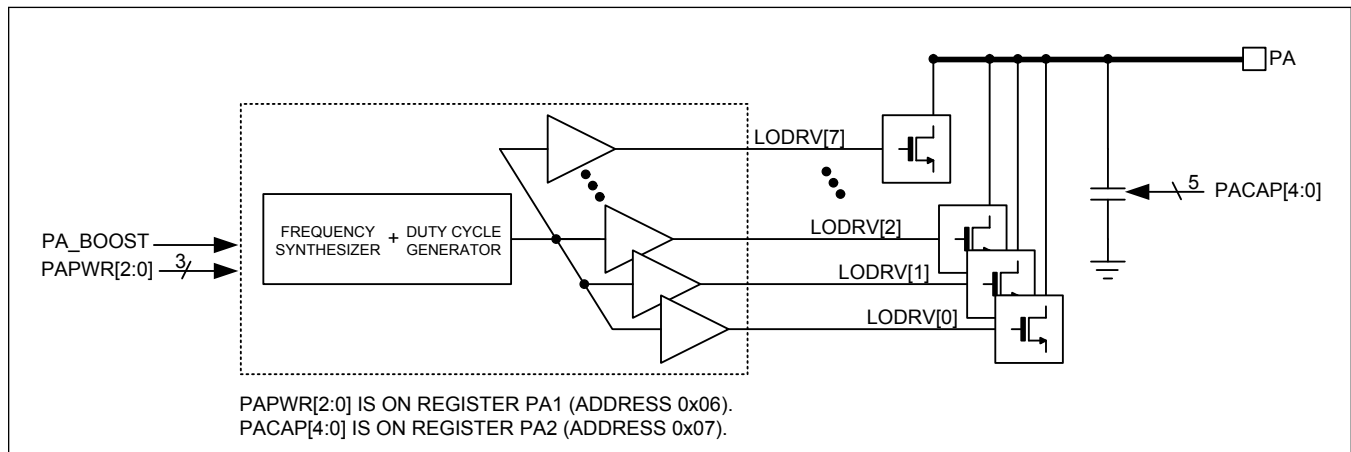 PA
LODRV[7]
5
PACAP[4:0]
PA_BOOST
PAPWR[2:0]
3
FREQUENCY
SYNTHESIZER
+
DUTY CYCLE
GENERATOR
LODRV[2]
LODRV[1]
LODRV[0]
PAPWR[2:0] IS ON REGISTER PA1 (ADDRESS 0x06).
PACAP[4:0] IS ON REGISTER PA2 (ADDRESS 0x07).